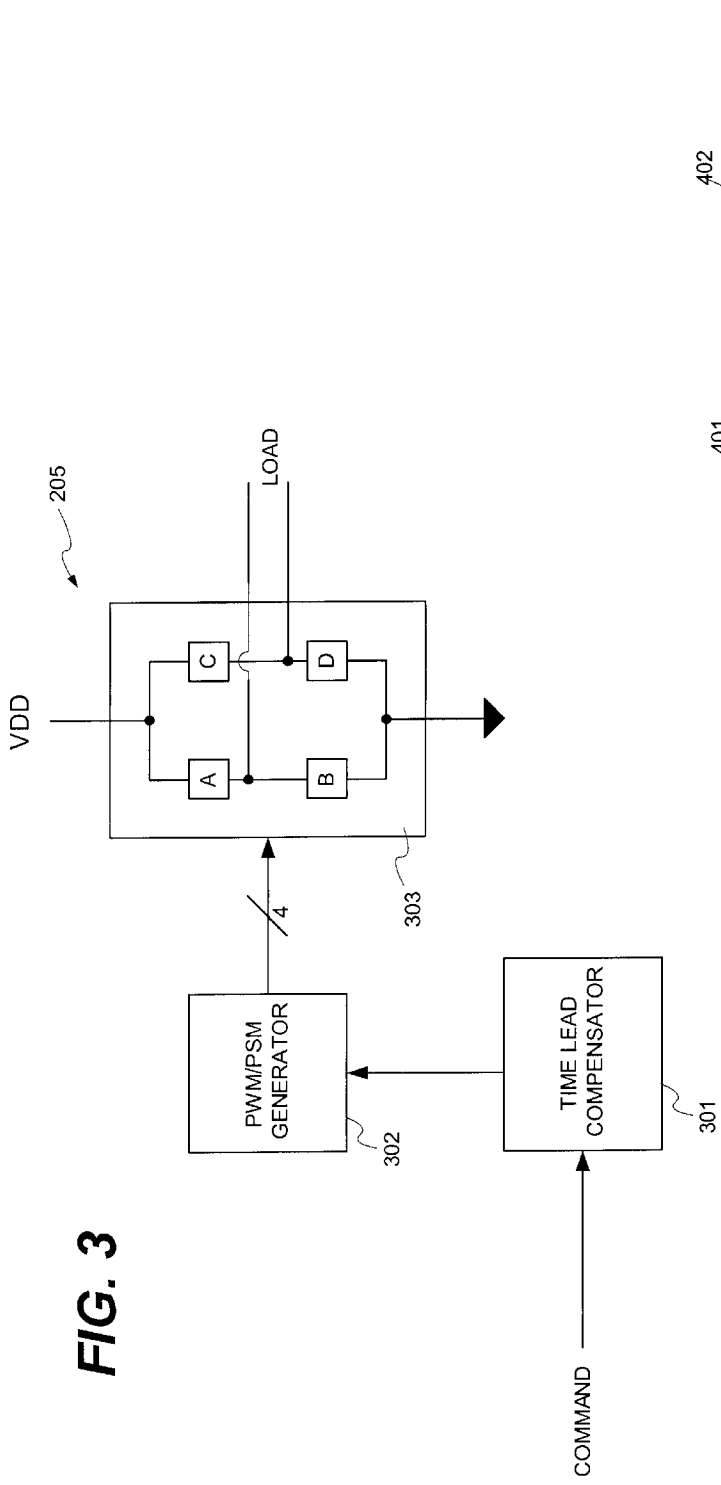 FIG. 3
VDD
205
A
C
B
D
LOAD
4
303
PWM/PSM
GENERATOR
302
TIME LEAD
COMPENSATOR
301
COMMAND
401
402